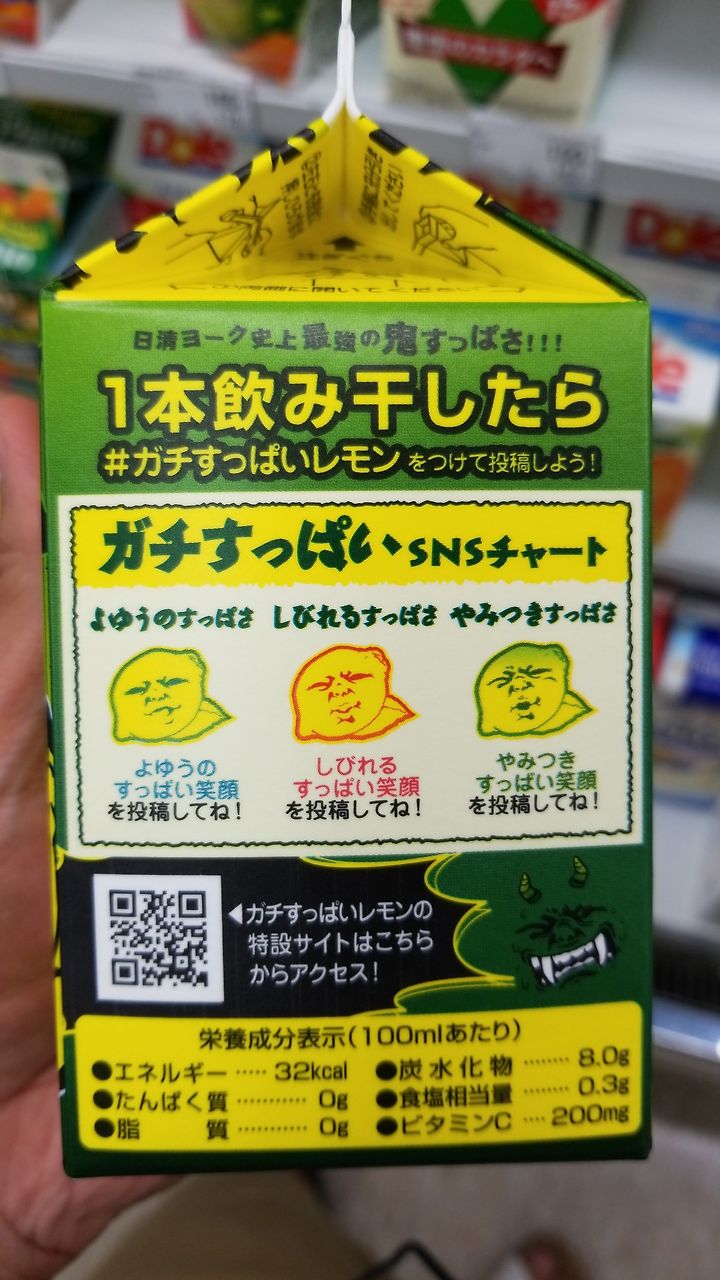 Dole
Dole
日清ヨーク史上最強の鬼すっぱさ!!!
1本飲み干したら
#ガチすっぱいレモンをつけて投稿しよう!
ガチすっぱいSNSチャート
よゆうのすっぱさ しびれるすっぱさ やみつきすっぱさ
よゆうの
すっぱい笑顔
を投稿してね!
しびれる
すっぱい笑顔
を投稿してね!
やみつき
すっぱい笑顔
を投稿してね!
◀ガチすっぱいレモンの
特設サイトはこちら
からアクセス!
栄養成分表示(100mlあたり)
●エネルギー ····· 32kcal
●たんぱく質 ··········· 0g
●脂 質 ··········· 0g
●炭水化物 ········ 8.0g
●食塩相当量 ········ 0.3g
●ビタミンC ···· 200mg